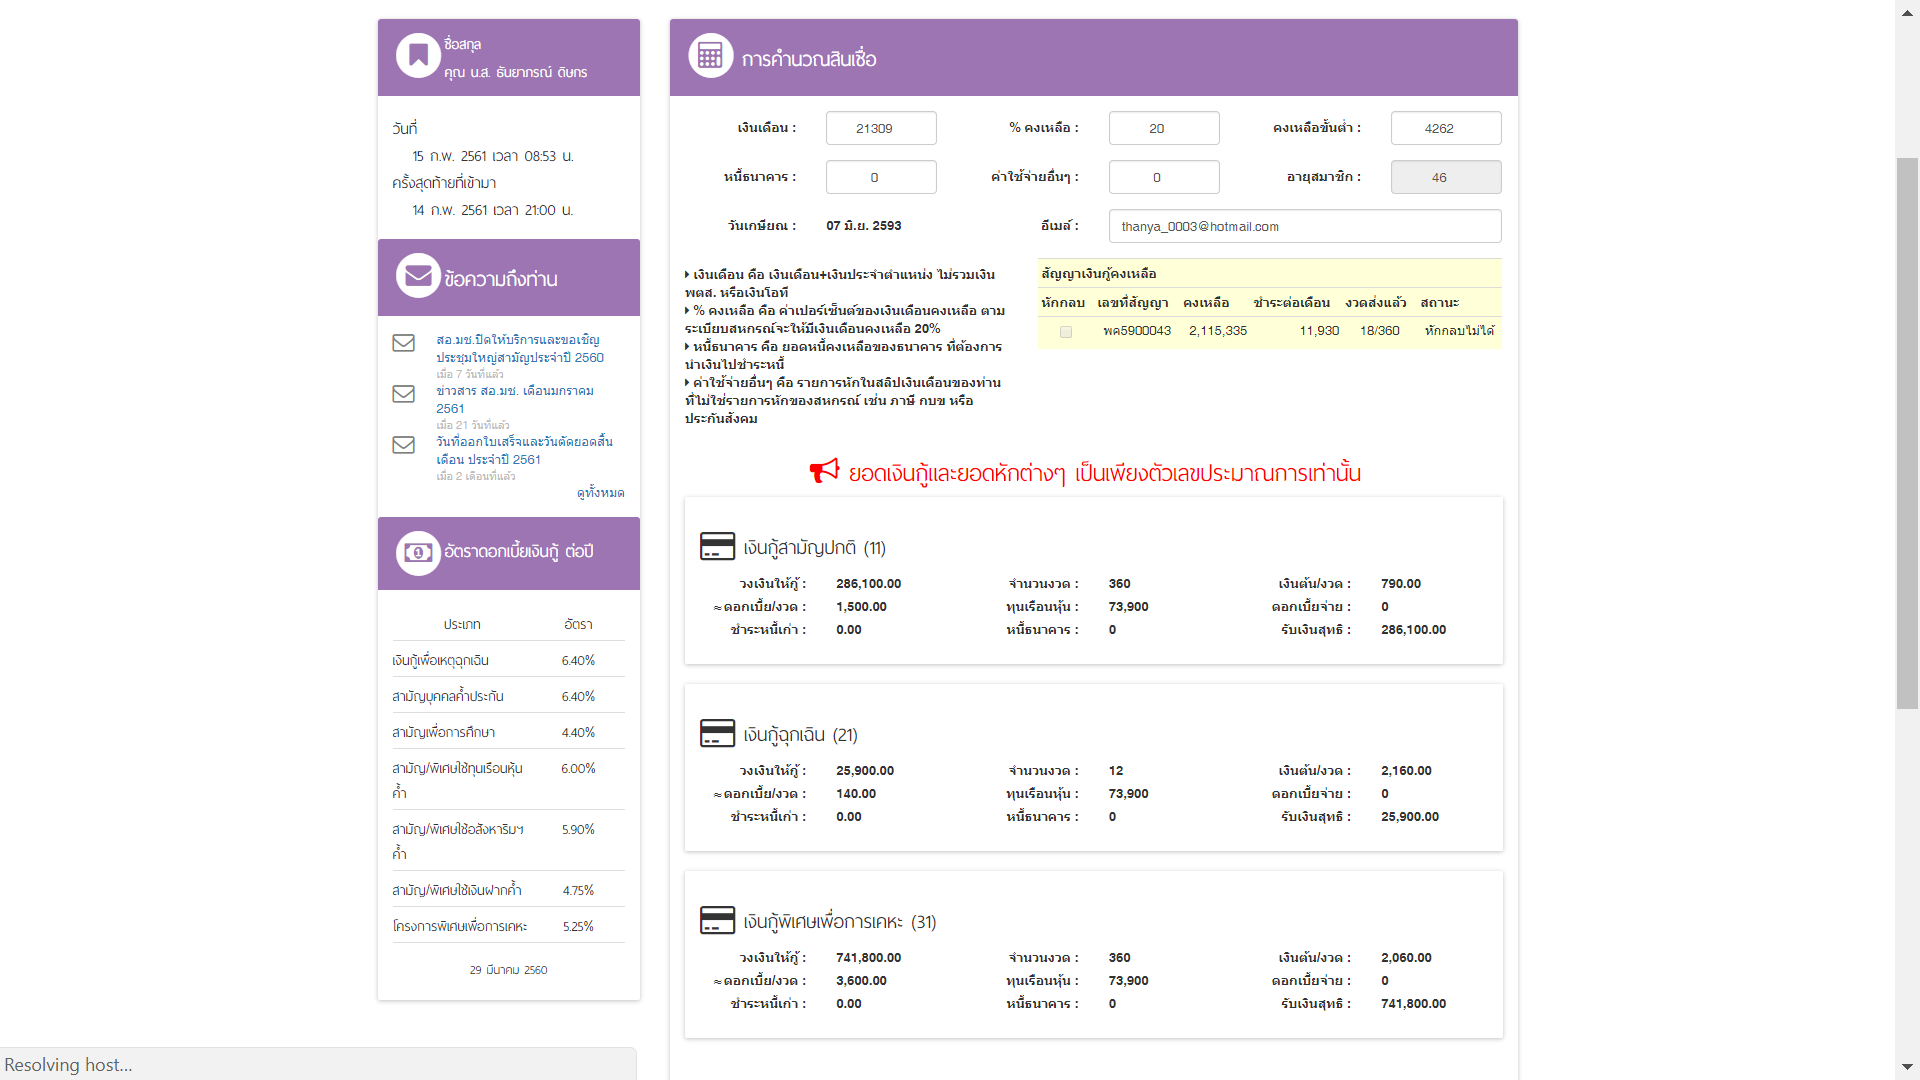 ชื่อสกุล
คุณ น.ส. ธันยาภรณ์ ดิษกร
วันที่
15 ก.พ. 2561 เวลา 08:53 น.
ครั้งสุดท้ายที่เข้ามา
14 ก.พ. 2561 เวลา 21:00 น.
ข้อความถึงท่าน
สอ.มช.ปิดให้บริการและขอเชิญ
ประชุมใหญ่สามัญประจำปี 2560
เมื่อ 7 วันที่แล้ว
ข่าวสาร สอ.มช. เดือนมกราคม
2561
เมื่อ 21 วันที่แล้ว
วันที่ออกใบเสร็จและวันตัดยอดสิ้น
เดือน ประจำปี 2561
เมื่อ 2 เดือนที่แล้ว
ดูทั้งหมด
อัตราดอกเบี้ยเงินกู้ ต่อปี
ประเภท อัตรา
เงินกู้เพื่อเหตุฉุกเฉิน 6.40%
สามัญบุคคลค้ำประกัน 6.40%
สามัญเพื่อการศึกษา 4.40%
สามัญ/พิเศษใช้ทุนเรือนหุ้น 6.00%
ค้ำ
สามัญ/พิเศษใช้อสังหาริมฯ 5.90%
ค้ำ
สามัญ/พิเศษใช้เงินฝากค้ำ 4.75%
โครงการพิเศษเพื่อการเคหะ 5.25%
29 มีนาคม 2560
การคำนวณสินเชื่อ
เงินเดือน : 21309 % คงเหลือ : 20 คงเหลือขั้นต่ำ : 4262
หนี้ธนาคาร : 0 ค่าใช้จ่ายอื่นๆ : 0 อายุสมาชิก : 46
วันเกษียณ : 07 มิ.ย. 2593 อีเมล์ : thanya_0003@hotmail.com
เงินเดือน คือ เงินเดือน+เงินประจำตำแหน่ง ไม่รวมเงิน
พตส. หรือเงินโอที
% คงเหลือ คือ ค่าเปอร์เซ็นต์ของเงินเดือนคงเหลือ ตาม
ระเบียบสหกรณ์จะให้มีเงินเดือนคงเหลือ 20%
หนี้ธนาคาร คือ ยอดหนี้คงเหลือของธนาคาร ที่ต้องการ
นำเงินไปชำระหนี้
ค่าใช้จ่ายอื่นๆ คือ รายการหักในสลิปเงินเดือนของท่าน
ที่ไม่ใช่รายการหักของสหกรณ์ เช่น ภาษี กบข หรือ
ประกันสังคม
สัญญาเงินกู้คงเหลือ
หักกลบ เลขที่สัญญา คงเหลือ ชำระต่อเดือน งวดส่งแล้ว สถานะ
พค5900043 2,115,335 11,930 18/360 หักกลบไม่ได้
ยอดเงินกู้และยอดหักต่างๆ เป็นเพียงตัวเลขประมาณการเท่านั้น
เงินกู้สามัญปกติ (11)
วงเงินให้กู้ : 286,100.00 จำนวนงวด : 360 เงินต้น/งวด : 790.00
≈ดอกเบี้ย/งวด : 1,500.00 ทุนเรือนหุ้น : 73,900 ดอกเบี้ยจ่าย : 0
ชำระหนี้เก่า : 0.00 หนี้ธนาคาร : 0 รับเงินสุทธิ : 286,100.00
เงินกู้ฉุกเฉิน (21)
วงเงินให้กู้ : 25,900.00 จำนวนงวด : 12 เงินต้น/งวด : 2,160.00
≈ดอกเบี้ย/งวด : 140.00 ทุนเรือนหุ้น : 73,900 ดอกเบี้ยจ่าย : 0
ชำระหนี้เก่า : 0.00 หนี้ธนาคาร : 0 รับเงินสุทธิ : 25,900.00
เงินกู้พิเศษเพื่อการเคหะ (31)
วงเงินให้กู้ : 741,800.00 จำนวนงวด : 360 เงินต้น/งวด : 2,060.00
≈ดอกเบี้ย/งวด : 3,600.00 ทุนเรือนหุ้น : 73,900 ดอกเบี้ยจ่าย : 0
ชำระหนี้เก่า : 0.00 หนี้ธนาคาร : 0 รับเงินสุทธิ : 741,800.00
Resolving host...